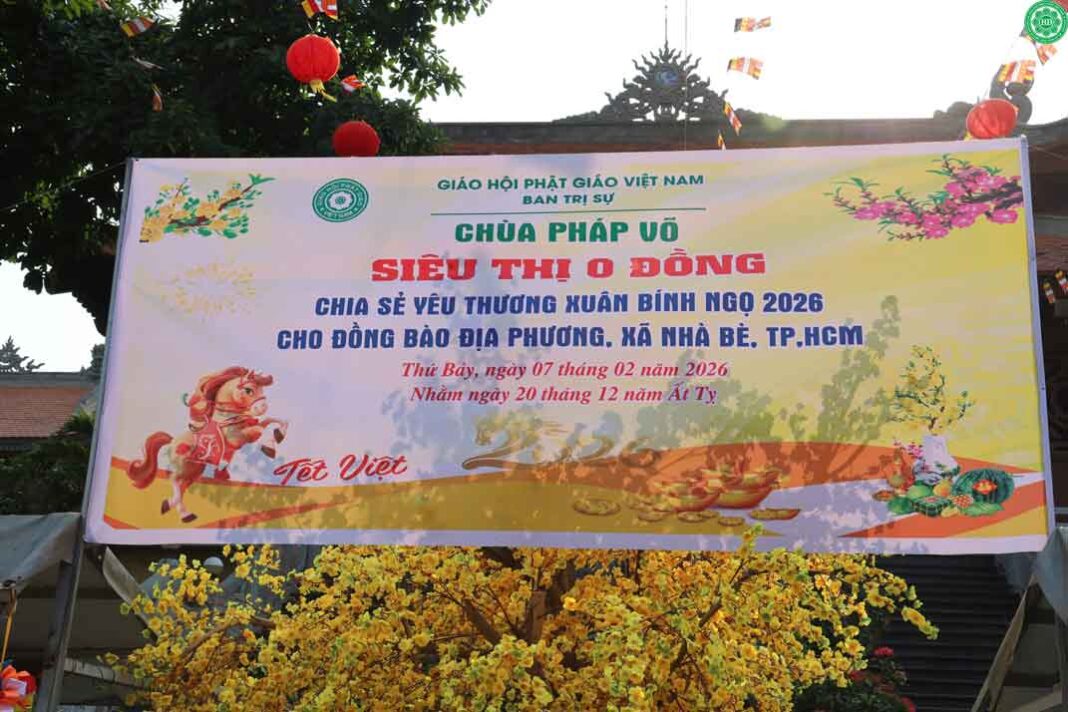 GIÁO HỘI PHẬT GIÁO VIỆT NAM
BAN TRỊ SỰ
CHÙA PHÁP VÕ
SIÊU THỊ 0 ĐỒNG
CHIA SẺ YÊU THƯƠNG XUÂN BÍNH NGỌ 2026
CHO ĐỒNG BÀO ĐỊA PHƯƠNG, XÃ NHÀ BÈ, TP.HCM
Thứ Bảy, ngày 07 tháng 02 năm 2026
Nhằm ngày 20 tháng 12 năm Ất Tỵ
Tết Việt
2026